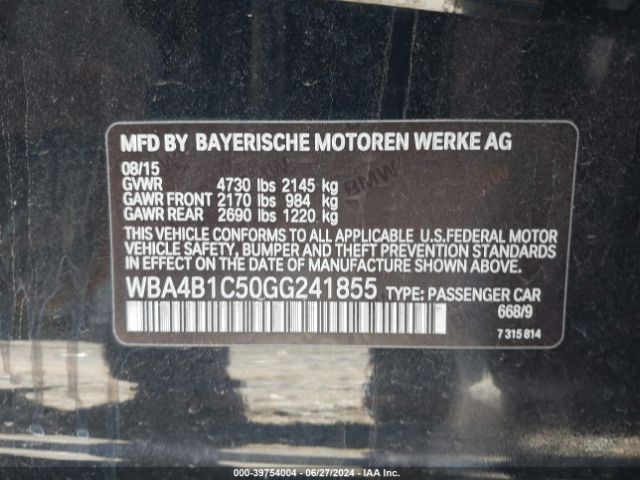 MFD BY BAYERISCHE MOTOREN WERKE AG
08/15
GVWR 4730 lbs 2145 kg
GAWR FRONT 2170 lbs 984 kg
GAWR REAR 2690 lbs 1220 kg
THIS VEHICLE CONFORMS TO ALL APPLICABLE U.S.FEDERAL MOTOR
VEHICLE SAFETY, BUMPER AND THEFT PREVENTION STANDARDS
IN EFFECT ON THE DATE OF MANUFACTURE SHOWN ABOVE.
WBA4B1C50GG241855 TYPE: PASSENGER CAR
668/9
7 315 814
BMW
000-39754004 | 06/27/2024 | IAA Inc.